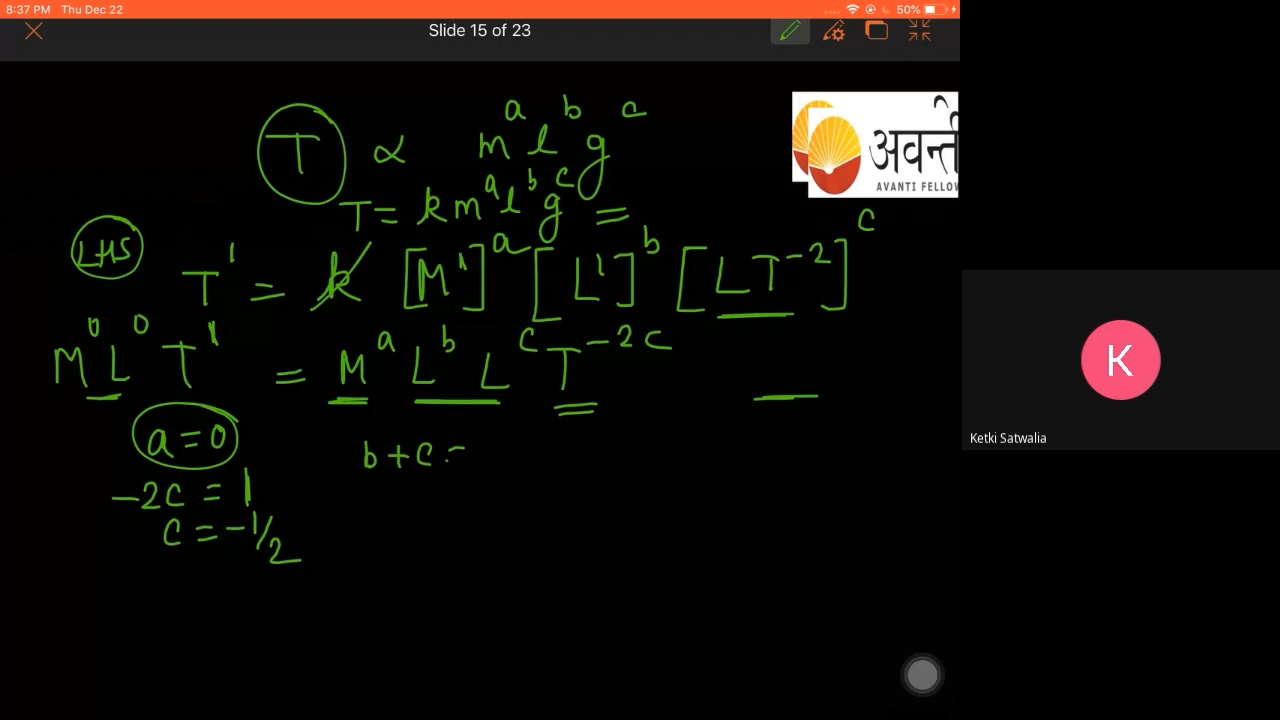 8:37 PM Thu Dec 22
50%
Slide 15 of 23
T ∝ m^a l^b g^c
T = k m^a l^b g^c =
अवन्त
AVANTI FELLOW
LHS
T^1 = k [M^1]^a [L^1]^b [LT^-2]^c
M^0 L^0 T^1 = M^a L^b L^c T^-2c
a = 0
b + c =
-2c = 1
c = -1/2
K
Ketki Satwalia